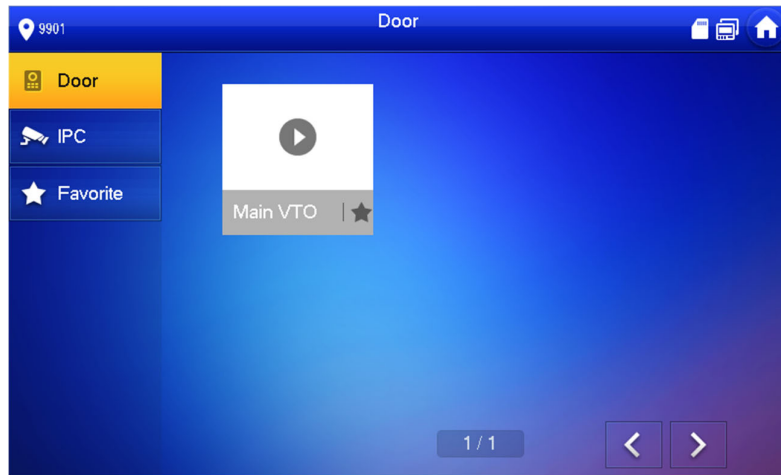 9901
Door
Door
IPC
Favorite
Main VTO
1 / 1